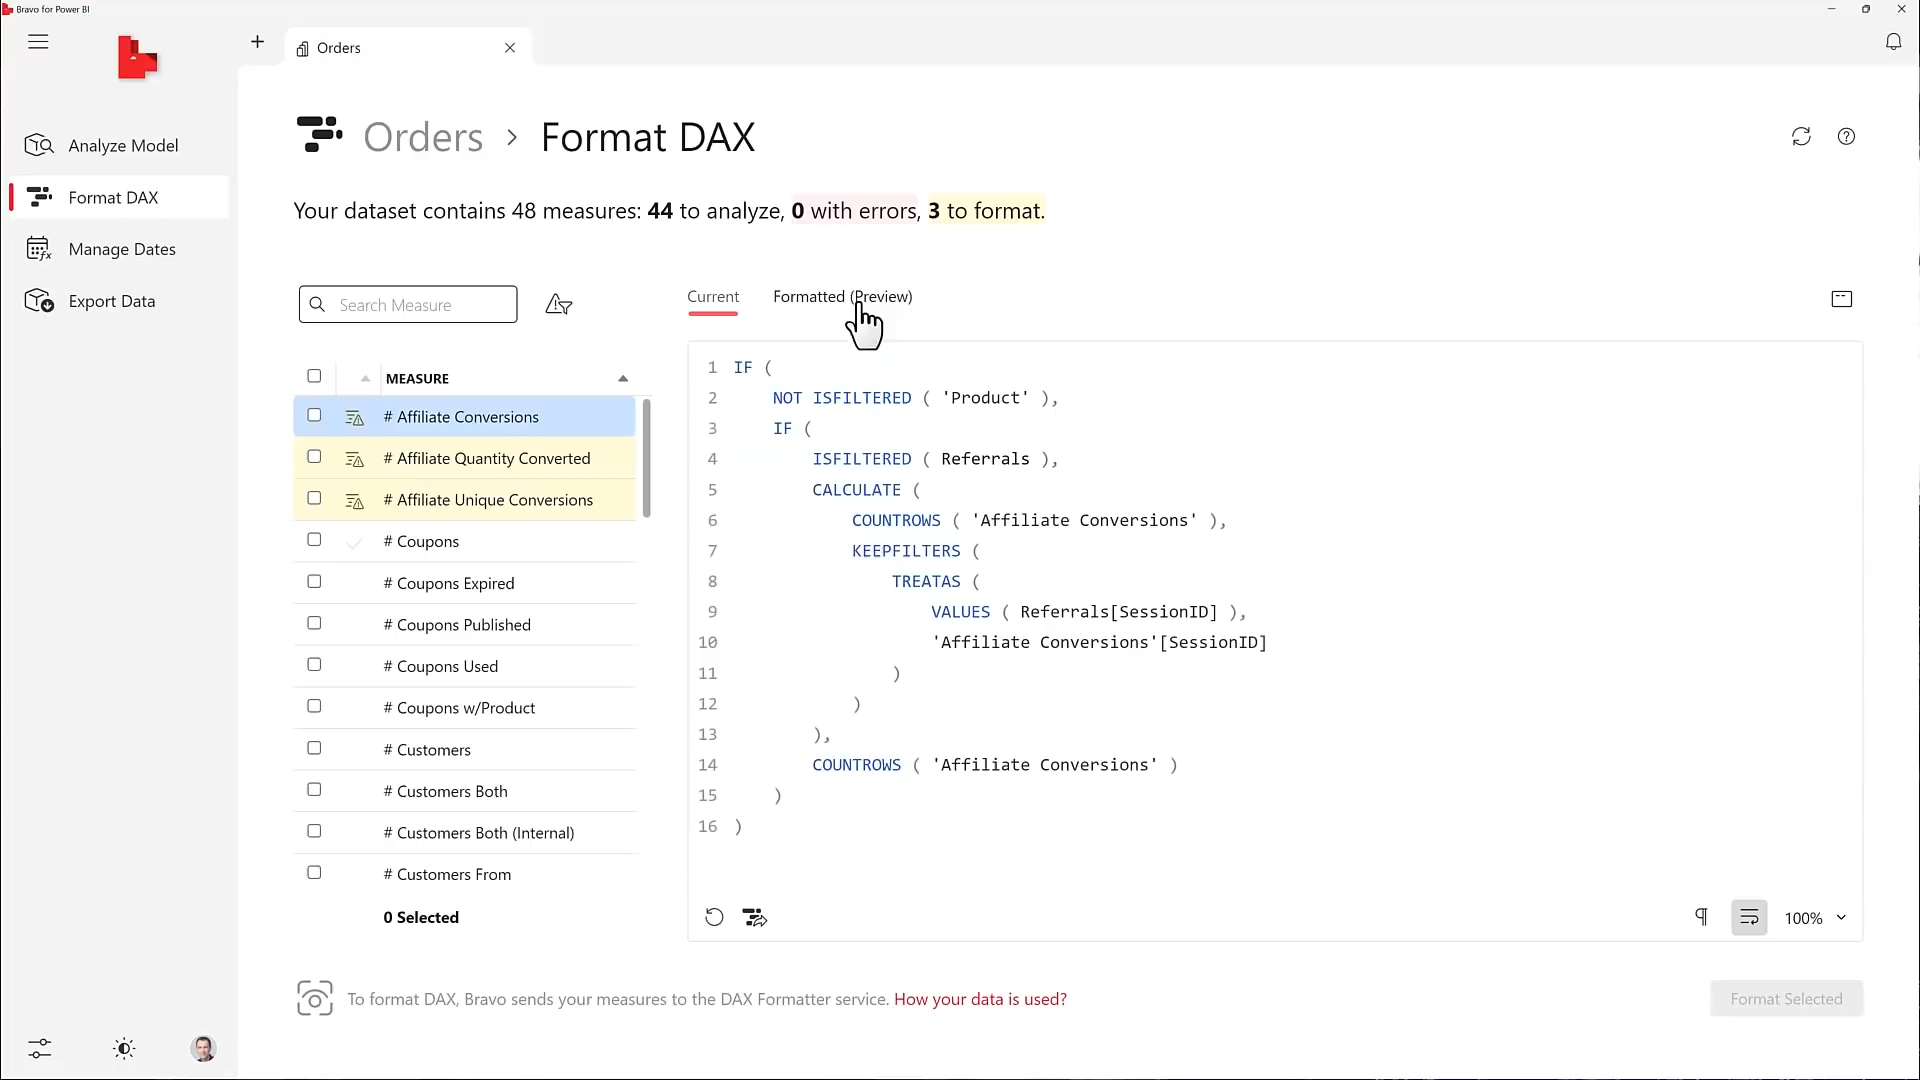 Bravo for Power BI
Orders
Analyze Model
Format DAX
Manage Dates
Export Data
Orders > Format DAX
Your dataset contains 48 measures: 44 to analyze, 0 with errors, 3 to format.
Search Measure
MEASURE
# Affiliate Conversions
# Affiliate Quantity Converted
# Affiliate Unique Conversions
# Coupons
# Coupons Expired
# Coupons Published
# Coupons Used
# Coupons w/Product
# Customers
# Customers Both
# Customers Both (Internal)
# Customers From
0 Selected
Current
Formatted (Preview)
1 IF (
2 NOT ISFILTERED ( 'Product' ),
3 IF (
4 ISFILTERED ( Referrals ),
5 CALCULATE (
6 COUNTROWS ( 'Affiliate Conversions' ),
7 KEEPFILTERS (
8 TREATAS (
9 VALUES ( Referrals[SessionID] ),
10 'Affiliate Conversions'[SessionID]
11 )
12 )
13 ),
14 COUNTROWS ( 'Affiliate Conversions' )
15 )
16 )
100%
To format DAX, Bravo sends your measures to the DAX Formatter service. How your data is used?
Format Selected